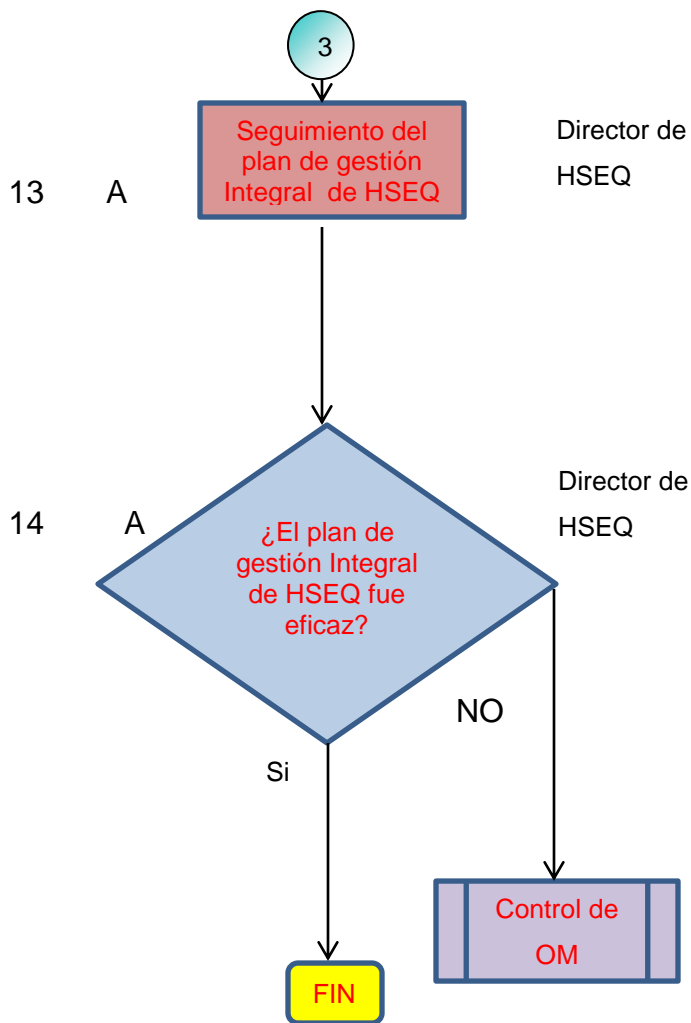 3
Seguimiento del
plan de gestión
Integral de HSEQ
Director de
HSEQ
13 A
¿El plan de
gestión Integral
de HSEQ fue
eficaz?
Director de
HSEQ
14 A
NO
Si
Control de
OM
FIN